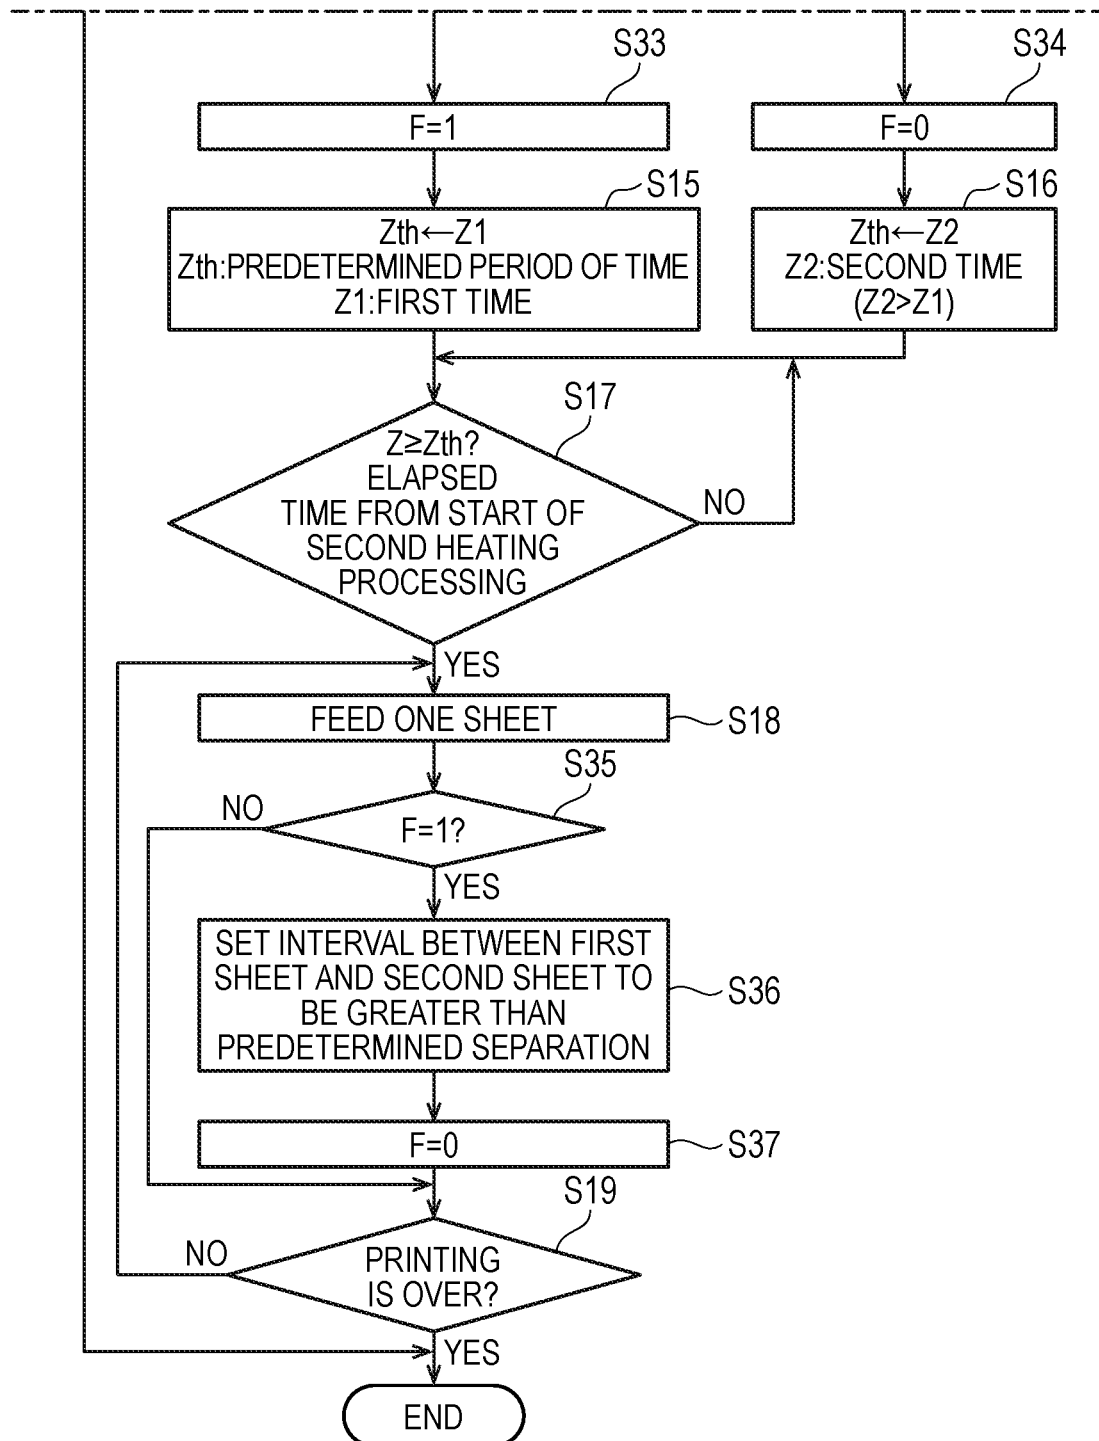 S33
S34
F=1
F=0
S15
S16
Zth←Z1
Zth:PREDETERMINED PERIOD OF TIME
Z1:FIRST TIME
Zth←Z2
Z2:SECOND TIME
(Z2>Z1)
S17
Z≥Zth?
ELAPSED
TIME FROM START OF
SECOND HEATING
PROCESSING
NO
YES
FEED ONE SHEET
S18
S35
NO
F=1?
YES
SET INTERVAL BETWEEN FIRST
SHEET AND SECOND SHEET TO
BE GREATER THAN
PREDETERMINED SEPARATION
S36
F=0
S37
S19
NO
PRINTING
IS OVER?
YES
END